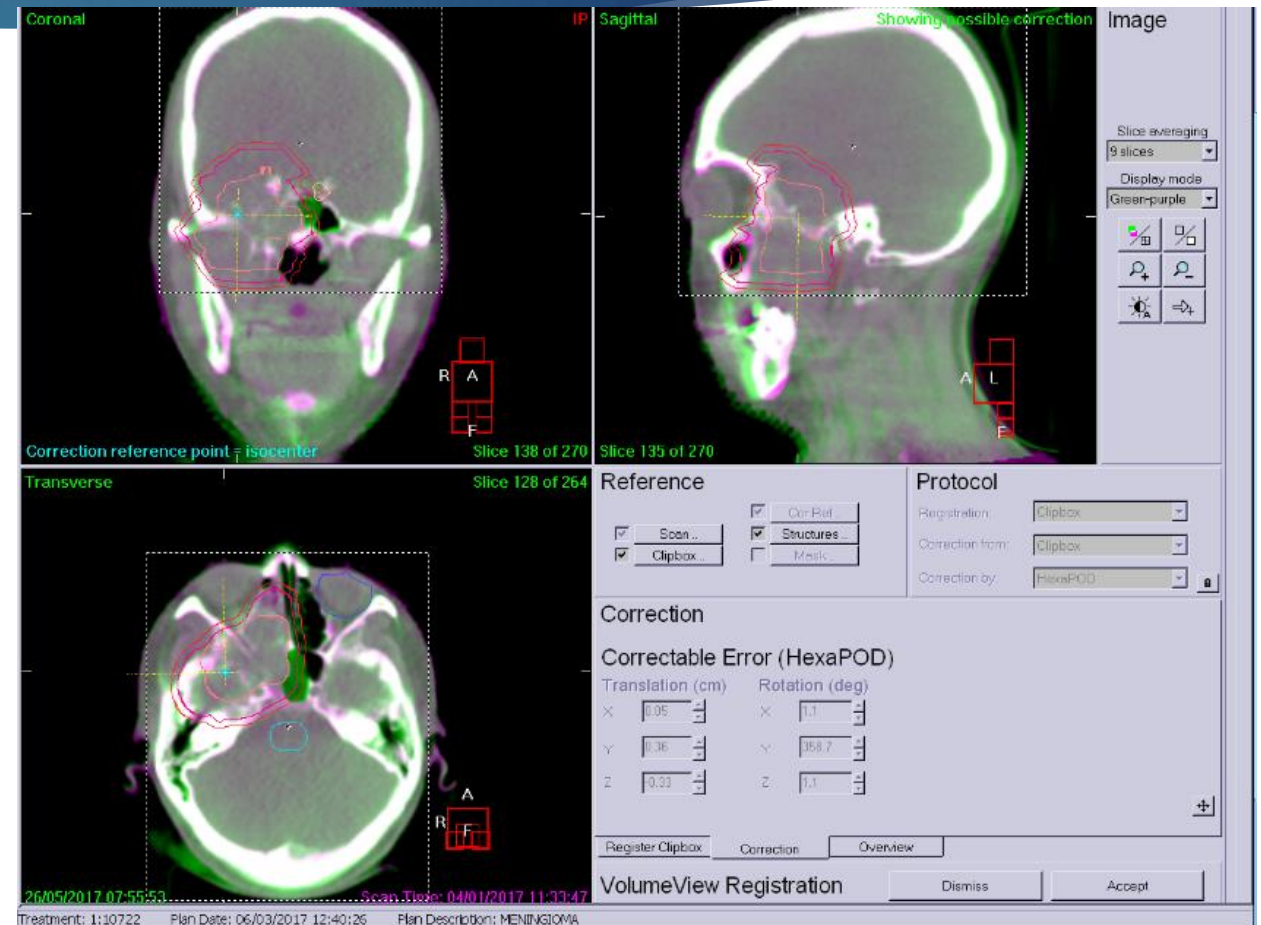 Coronal
IP
Sagittal
Showing possible correction
Image
Slice averaging
9 slices
Display mode
Green-purple
R A
F
A L
F
Correction reference point = isocenter
Slice 138 of 270
Slice 135 of 270
Transverse
Slice 128 of 264
Reference
Scan ..
Cor Ref ..
Structures ..
Clipbox ..
Mask ..
Protocol
Registration: Clipbox
Correction from: Clipbox
Correction by: HexaPOD
Correction
Correctable Error (HexaPOD)
Translation (cm) Rotation (deg)
X 0.05 X 1.1
Y 0.36 Y 358.7
Z -0.33 Z 1.1
A
R F
Register Clipbox Correction Overview
VolumeView Registration Dismiss Accept
26/05/2017 07:55:53
Scan Time: 04/01/2017 11:33:47
Treatment: 1:10722 Plan Date: 06/03/2017 12:40:26 Plan Description: MENINGIOMA